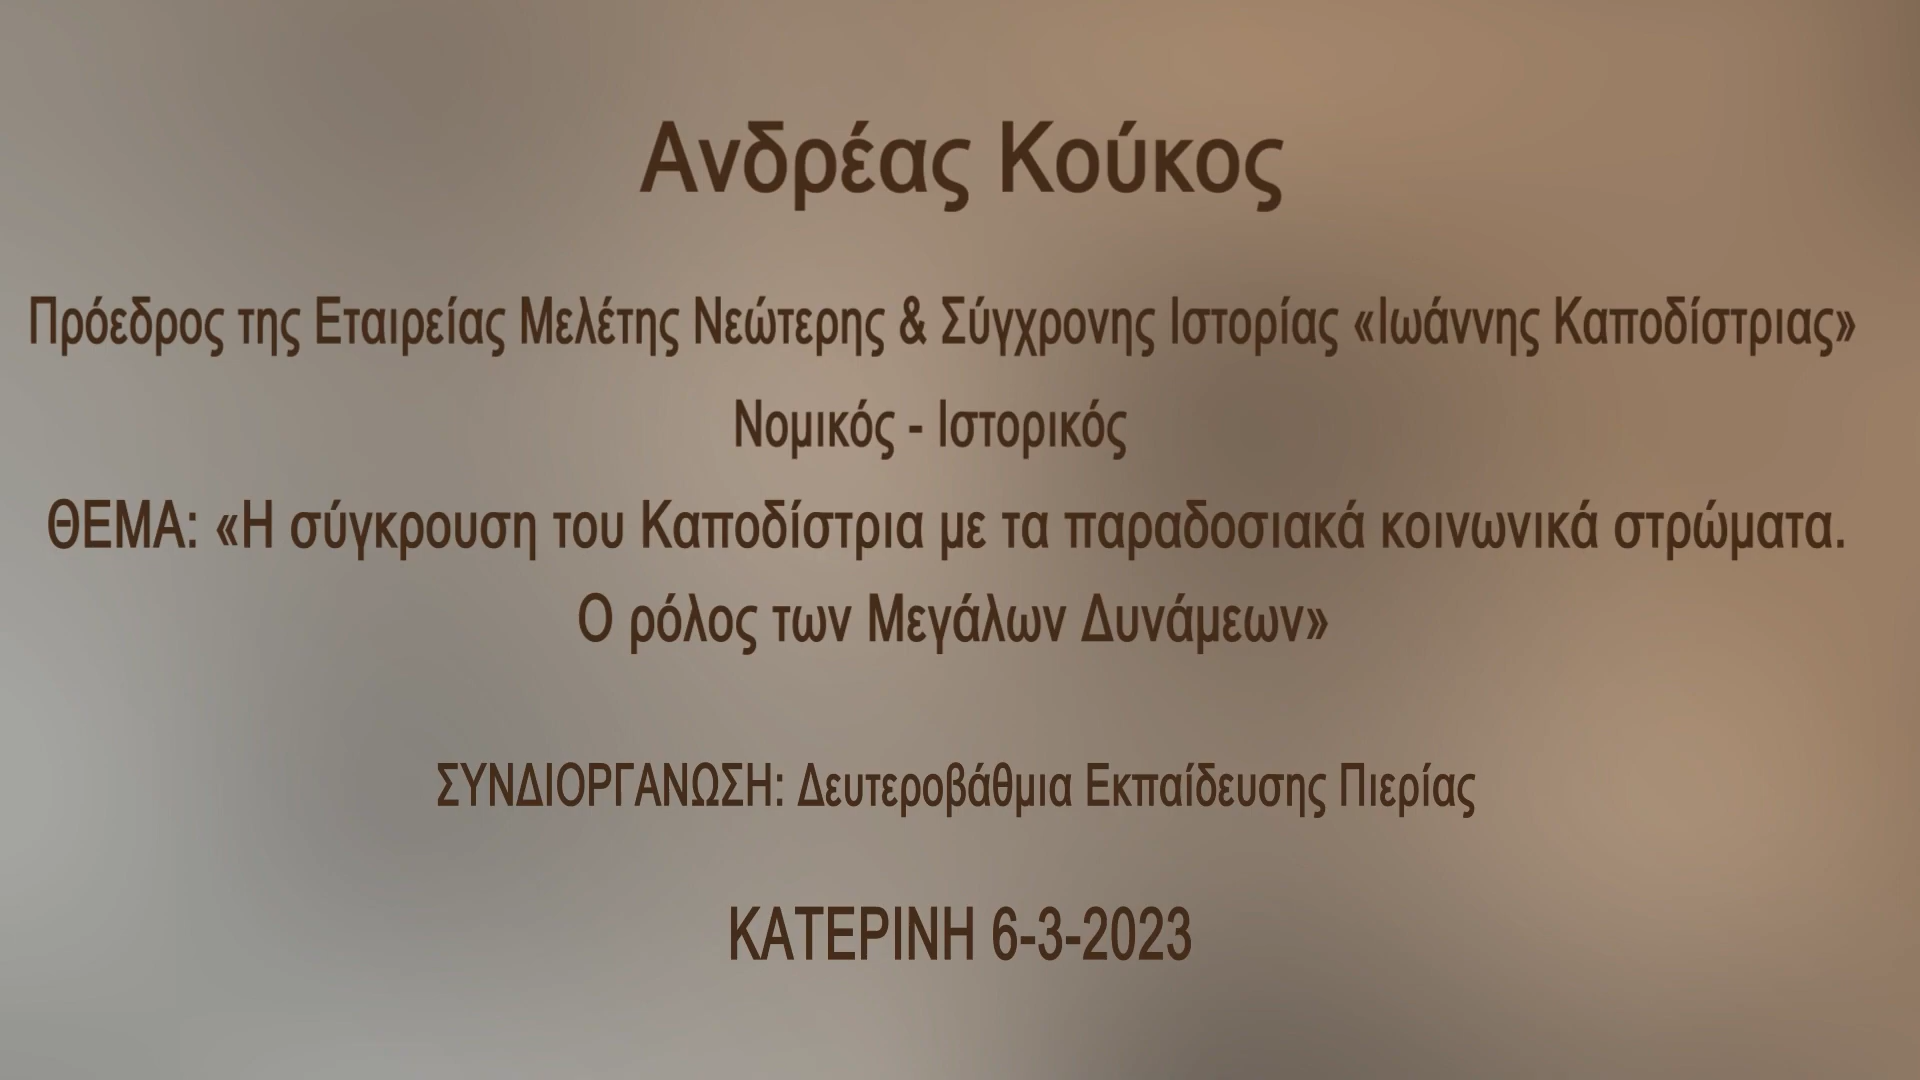 Ανδρέας Κούκος
Πρόεδρος της Εταιρείας Μελέτης Νεώτερης & Σύγχρονης Ιστορίας «Ιωάννης Καποδίστριας»
Νομικός - Ιστορικός
ΘΕΜΑ: «Η σύγκρουση του Καποδίστρια με τα παραδοσιακά κοινωνικά στρώματα.
Ο ρόλος των Μεγάλων Δυνάμεων»
ΣΥΝΔΙΟΡΓΑΝΩΣΗ: Δευτεροβάθμια Εκπαίδευσης Πιερίας
ΚΑΤΕΡΙΝΗ 6-3-2023